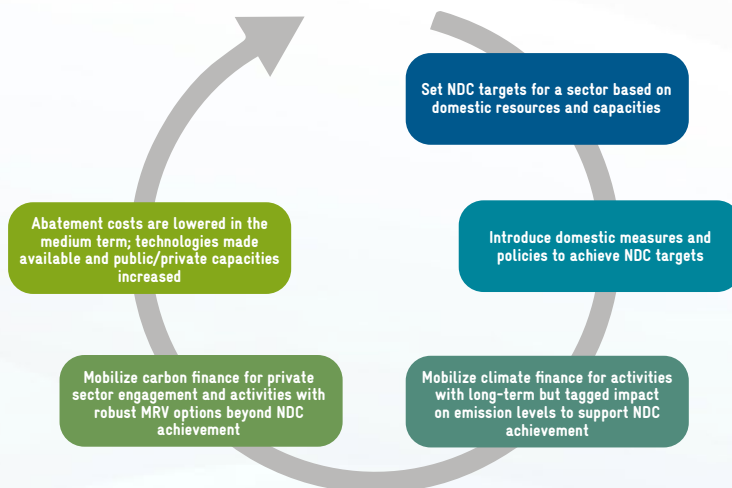 Set NDC targets for a sector based on
domestic resources and capacities
Introduce domestic measures and
policies to achieve NDC targets
Mobilize climate finance for activities
with long-term but tagged impact
on emission levels to support NDC
achievement
Mobilize carbon finance for private
sector engagement and activities with
robust MRV options beyond NDC
achievement
Abatement costs are lowered in the
medium term; technologies made
available and public/private capacities
increased